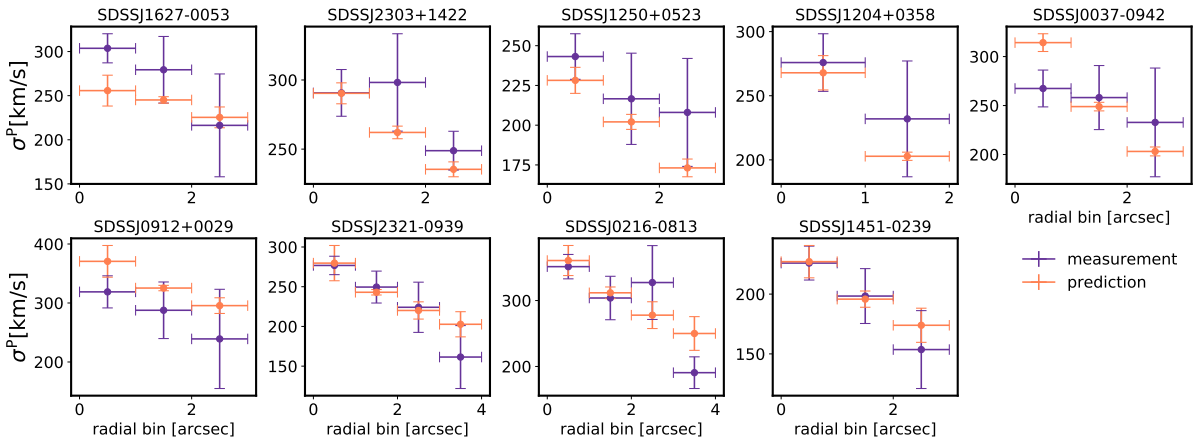 SDSSJ1627-0053
SDSSJ2303+1422
SDSSJ1250+0523
SDSSJ1204+0358
SDSSJ0037-0942
σᴾ[km/s]
300
250
200
150
0
2
300
250
0
2
250
225
200
175
0
2
300
250
200
0
1
2
300
250
200
0
2
radial bin [arcsec]
SDSSJ0912+0029
SDSSJ2321-0939
SDSSJ0216-0813
SDSSJ1451-0239
σᴾ[km/s]
400
300
200
0
2
radial bin [arcsec]
300
250
200
150
0
2
4
radial bin [arcsec]
300
200
0
2
4
radial bin [arcsec]
200
150
0
2
radial bin [arcsec]
measurement
prediction